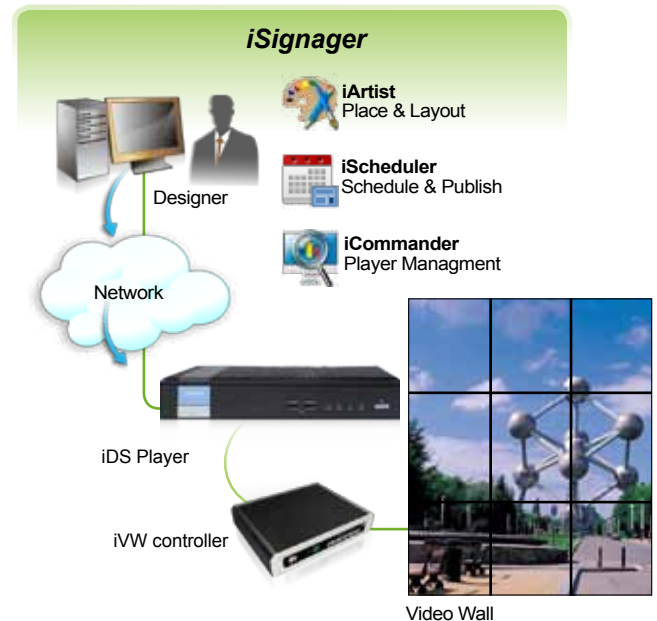 iSignager
iArtist
Place & Layout
iScheduler
Schedule & Publish
Designer
iCommander
Player Managment
Network
iDS Player
iVW controller
Video Wall